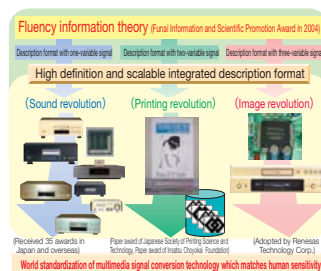 Fluency information theory (Funai Information and Scientific Promotion Award in 2004)
Description format with one-variable signal Description format with two-variable signal Description format with three-variable signal
High definition and scalable integrated description format
(Sound revolution) (Printing revolution) (Image revolution)
(Received 35 awards in
Japan and overseas)
(Paper award of Japanese Society of Printing Science and
Technology, Paper award of Insatsu Choyokai Foundation)
(Adopted by Renesas
Technology Corp.)
World standardization of multimedia signal conversion technology which matches human sensitivity